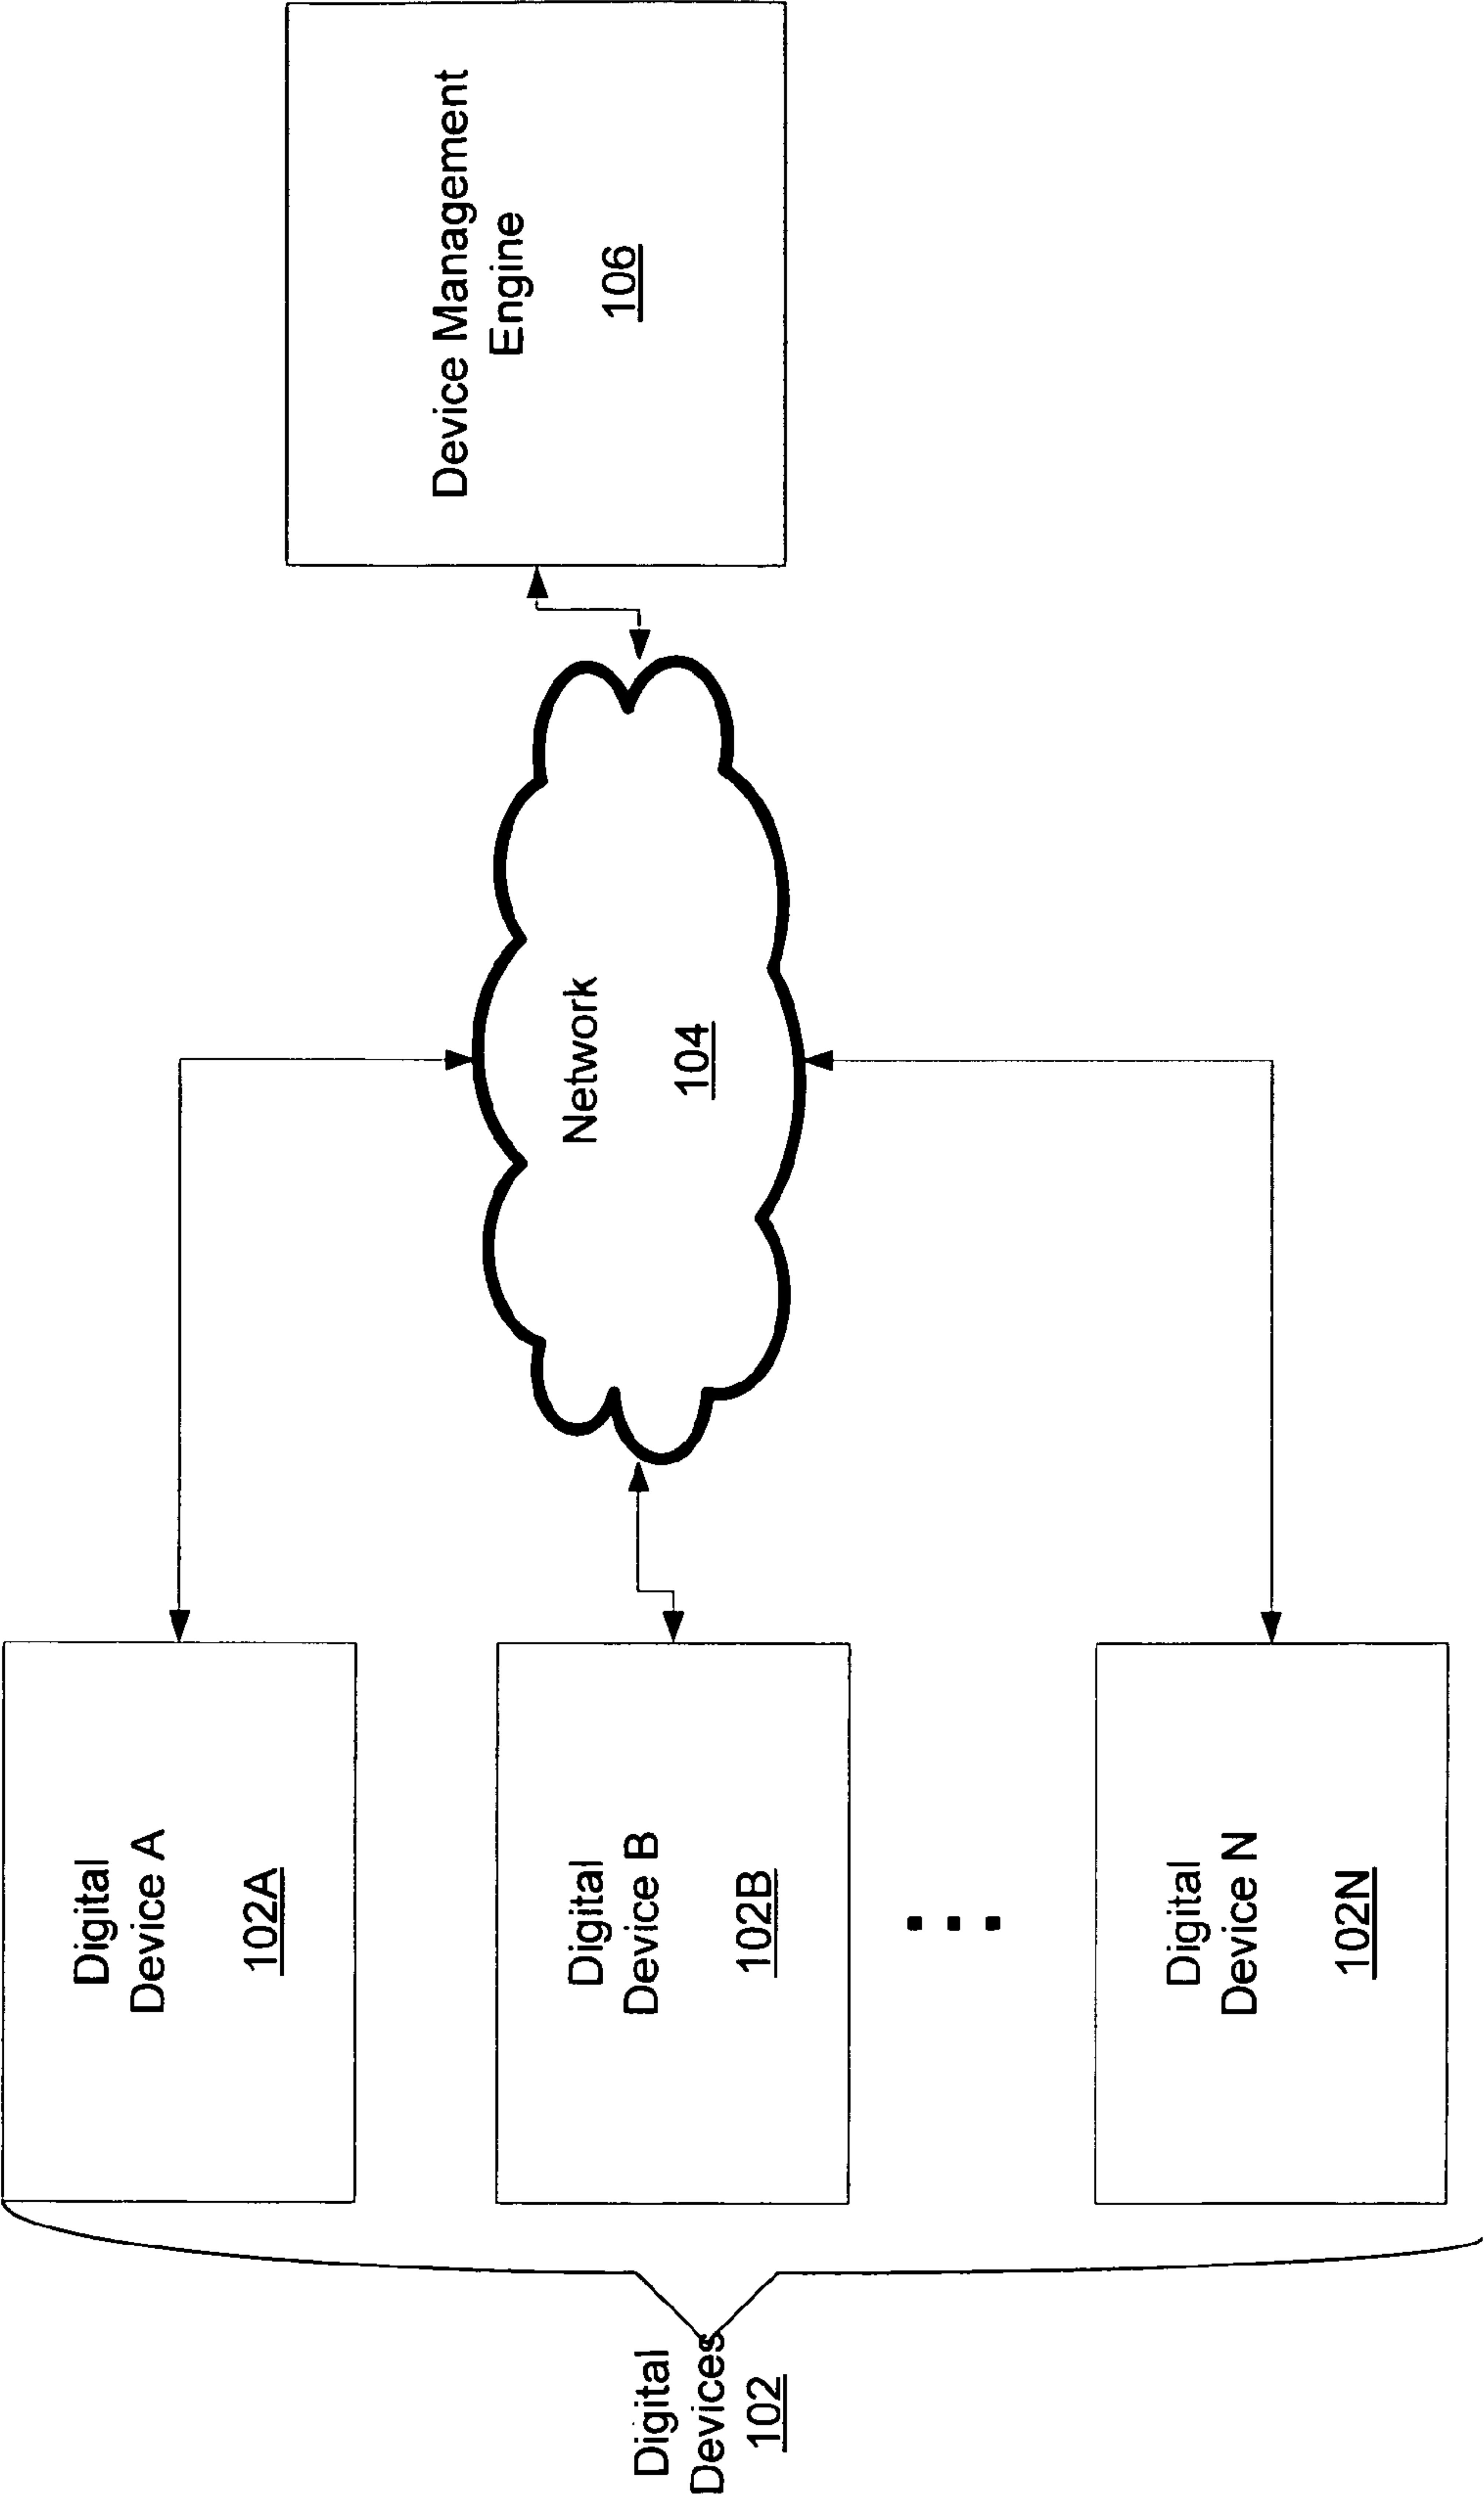 Digital
Devices
102
Digital
Device A
102A
Digital
Device B
102B
Digital
Device N
102N
Network
104
Device Management
Engine
106